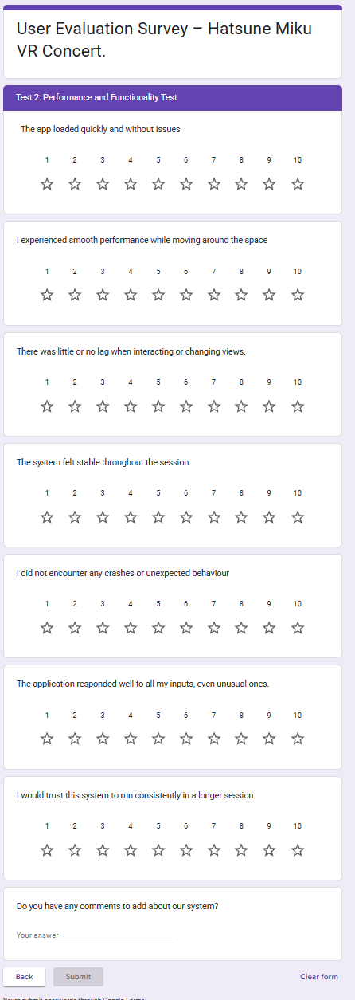 User Evaluation Survey – Hatsune Miku
VR Concert.
Test 2: Performance and Functionality Test
The app loaded quickly and without issues
1 2 3 4 5 6 7 8 9 10
I experienced smooth performance while moving around the space
1 2 3 4 5 6 7 8 9 10
There was little or no lag when interacting or changing views.
1 2 3 4 5 6 7 8 9 10
The system felt stable throughout the session.
1 2 3 4 5 6 7 8 9 10
I did not encounter any crashes or unexpected behaviour
1 2 3 4 5 6 7 8 9 10
The application responded well to all my inputs, even unusual ones.
1 2 3 4 5 6 7 8 9 10
I would trust this system to run consistently in a longer session.
1 2 3 4 5 6 7 8 9 10
Do you have any comments to add about our system?
Your answer
Back Submit Clear form
Never submit passwords through Google Forms.